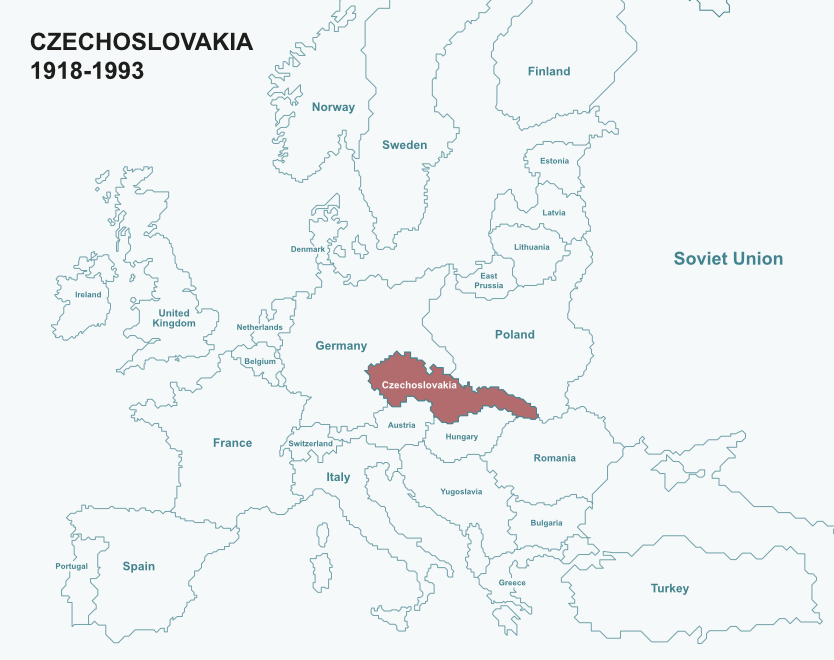 CZECHOSLOVAKIA
1918-1993
Finland
Norway
Sweden
Estonia
Latvia
Lithuania
Denmark
Soviet Union
East
Prussia
Ireland
United
Kingdom
Netherlands
Poland
Germany
Belgium
Czechoslovakia
Austria
Hungary
France
Switzerland
Romania
Italy
Yugoslavia
Bulgaria
Portugal
Spain
Greece
Turkey